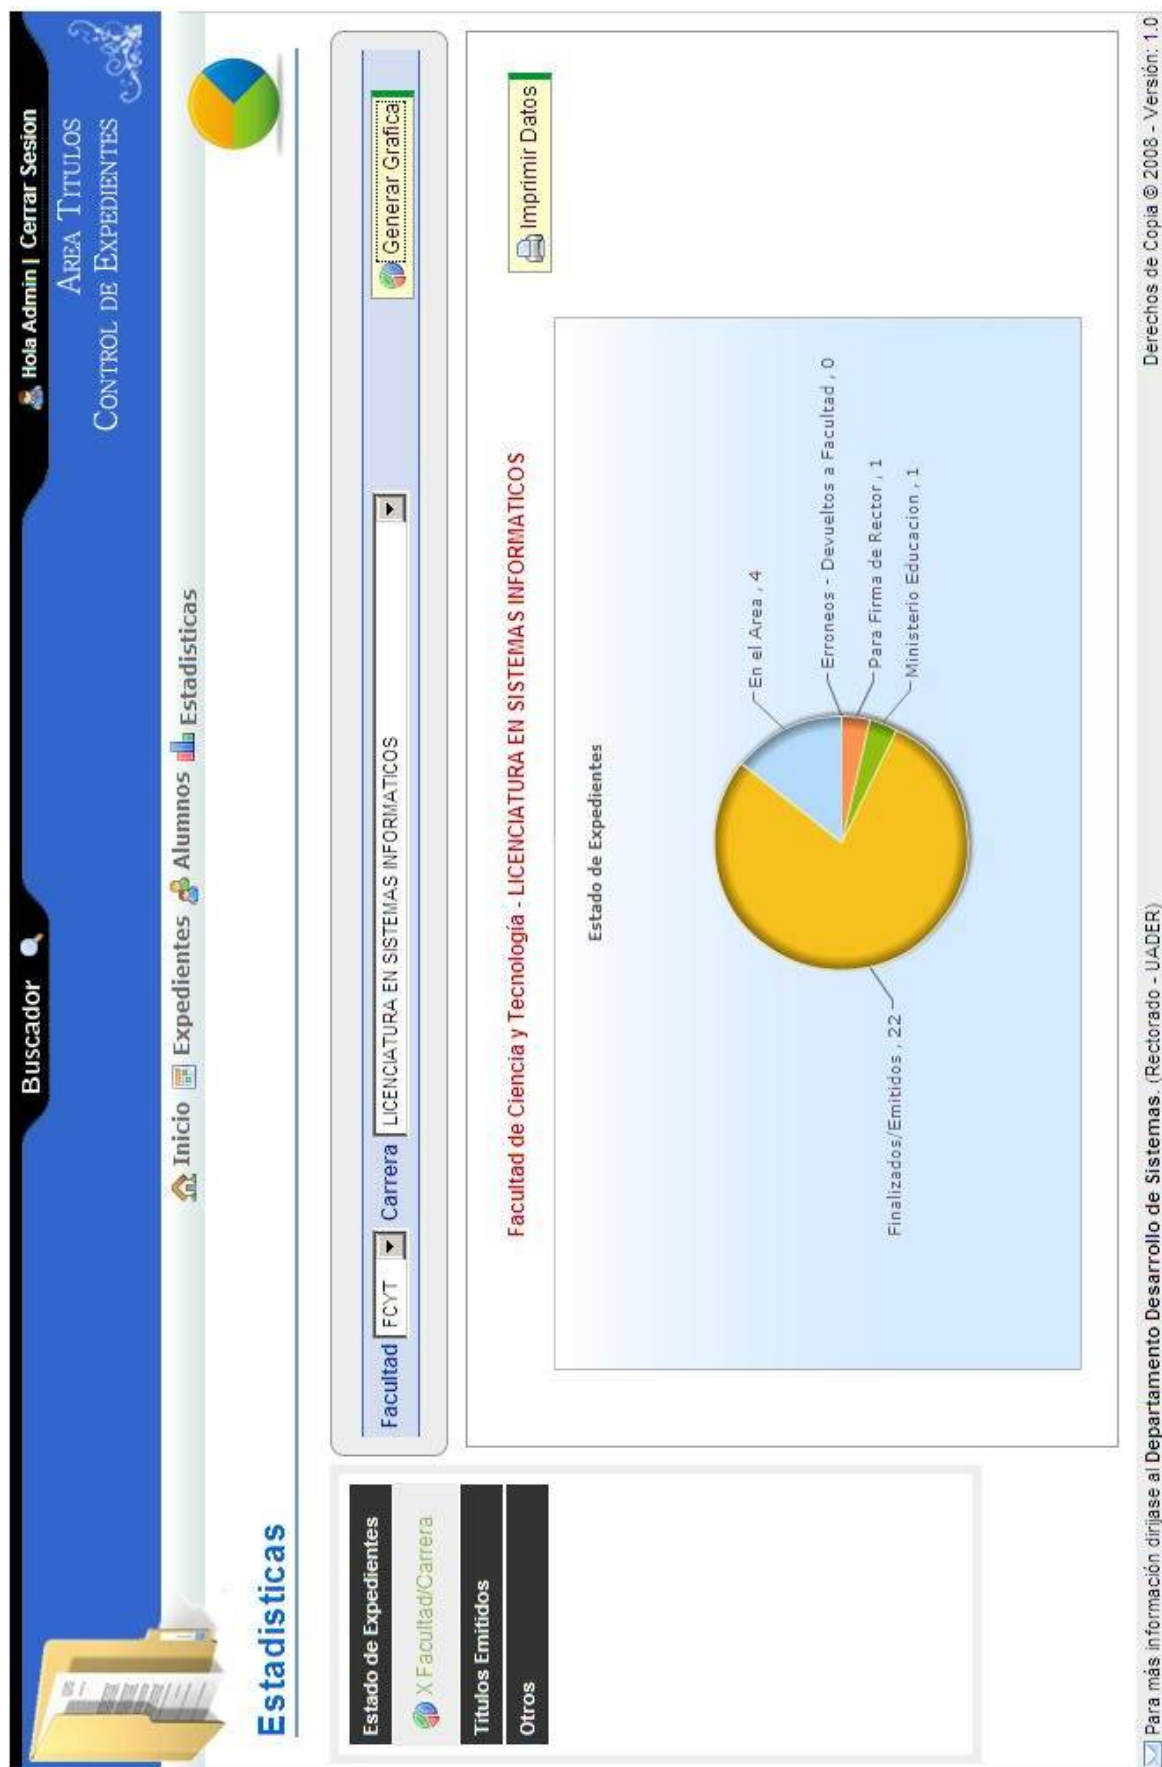 Buscador
Hola Admin | Cerrar Sesion
AREA TITULOS
CONTROL DE EXPEDIENTES
Inicio Expedientes Alumnos Estadisticas
Estadisticas
Estado de Expedientes
X Facultad/Carrera
Titulos Emitidos
Otros
Facultad FCYT Carrera LICENCIATURA EN SISTEMAS INFORMATICOS Generar Grafica
Facultad de Ciencia y Tecnología - LICENCIATURA EN SISTEMAS INFORMATICOS
Imprimir Datos
Estado de Expedientes
En el Area , 4
Erroneos - Devueltos a Facultad , 0
Para Firma de Rector , 1
Ministerio Educacion , 1
Finalizados/Emitidos , 22
Para más información dirijase al Departamento Desarrollo de Sistemas. (Rectorado - UADER)
Derechos de Copia © 2008 - Versión: 1.0